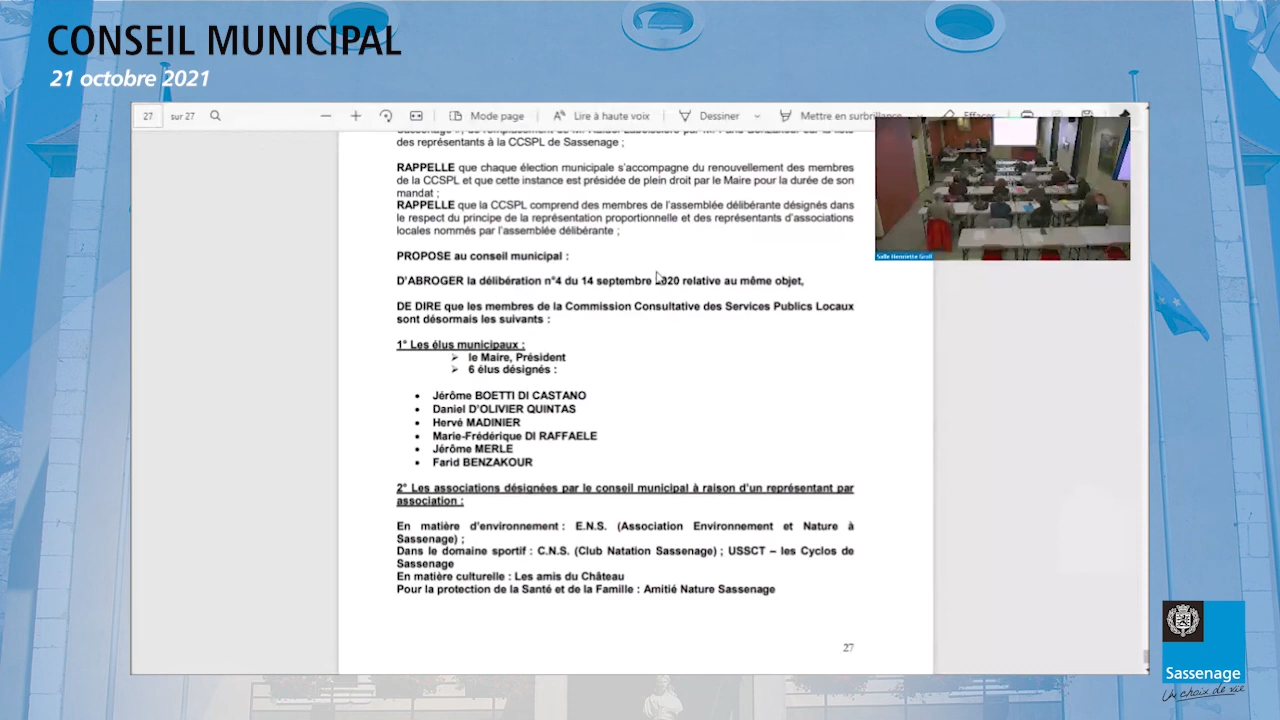 CONSEIL MUNICIPAL
21 octobre 2021
27 sur 27
Mode page
Lire à haute voix
Dessiner
Mettre en surbrillance
Effacer
des représentants à la CCSPL de Sassenage ;
RAPPELLE que chaque élection municipale s'accompagne du renouvellement des membres
de la CCSPL et que cette instance est présidée de plein droit par le Maire pour la durée de son
mandat ;
RAPPELLE que la CCSPL comprend des membres de l'assemblée délibérante désignés dans
le respect du principe de la représentation proportionnelle et des représentants d'associations
locales nommés par l'assemblée délibérante ;
PROPOSE au conseil municipal :
D'ABROGER la délibération n°4 du 14 septembre 2020 relative au même objet,
DE DIRE que les membres de la Commission Consultative des Services Publics Locaux
sont désormais les suivants :
1° Les élus municipaux :
➢ le Maire, Président
➢ 6 élus désignés :
• Jérôme BOETTI DI CASTANO
• Daniel D'OLIVIER QUINTAS
• Hervé MADINIER
• Marie-Frédérique DI RAFFAELE
• Jérôme MERLE
• Farid BENZAKOUR
2° Les associations désignées par le conseil municipal à raison d'un représentant par
association :
En matière d'environnement : E.N.S. (Association Environnement et Nature à
Sassenage) ;
Dans le domaine sportif : C.N.S. (Club Natation Sassenage) ; USSCT – les Cyclos de
Sassenage
En matière culturelle : Les amis du Château
Pour la protection de la Santé et de la Famille : Amitié Nature Sassenage
27
Salle Henriette Groll
Sassenage
Un choix de vie